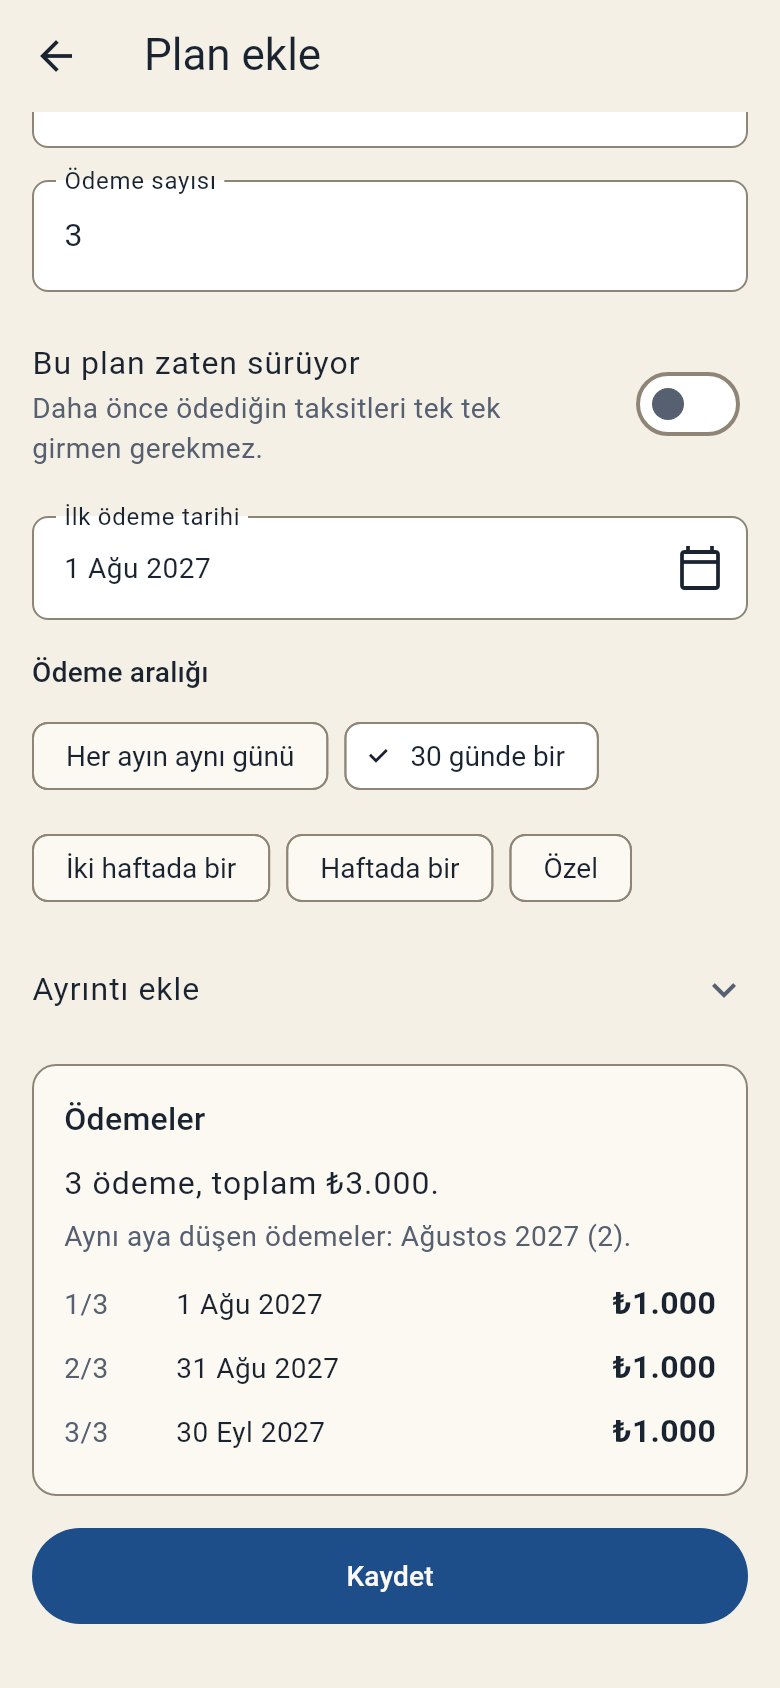 Plan ekle
Ödeme sayısı
3
Bu plan zaten sürüyor
Daha önce ödediğin taksitleri tek tek
girmen gerekmez.
İlk ödeme tarihi
1 Ağu 2027
Ödeme aralığı
Her ayın aynı günü
30 günde bir
İki haftada bir
Haftada bir
Özel
Ayrıntı ekle
Ödemeler
3 ödeme, toplam ₺3.000.
Aynı aya düşen ödemeler: Ağustos 2027 (2).
1/3 1 Ağu 2027 ₺1.000
2/3 31 Ağu 2027 ₺1.000
3/3 30 Eyl 2027 ₺1.000
Kaydet